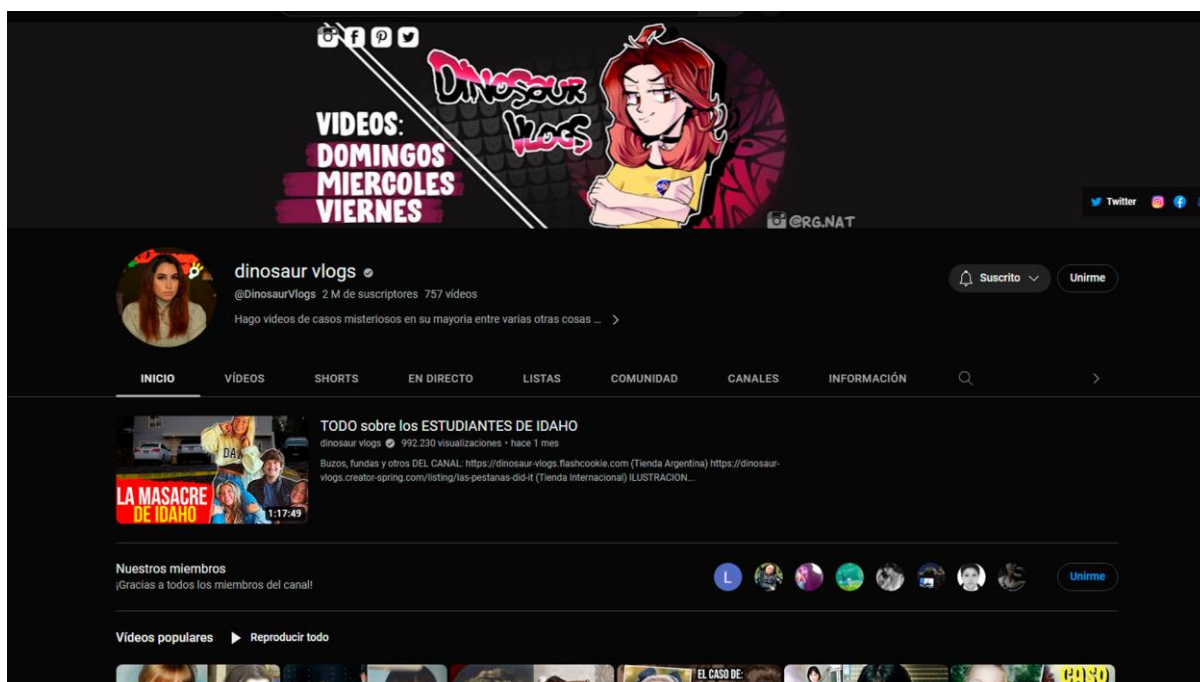 DINOSAUR
VLOGS
VIDEOS:
DOMINGOS
MIERCOLES
VIERNES
@RG.NAT
Twitter
dinosaur vlogs
@DinosaurVlogs 2 M de suscriptores 757 vídeos
Hago videos de casos misteriosos en su mayoria entre varias otras cosas ...
Suscrito
Unirme
INICIO VÍDEOS SHORTS EN DIRECTO LISTAS COMUNIDAD CANALES INFORMACIÓN
DA
LA MASACRE
DE IDAHO
1:17:49
TODO sobre los ESTUDIANTES DE IDAHO
dinosaur vlogs 992.230 visualizaciones • hace 1 mes
Buzos, fundas y otros DEL CANAL: https://dinosaur-vlogs.flashcookie.com (Tienda Argentina) https://dinosaur-
vlogs.creator-spring.com/listing/las-pestanas-did-it (Tienda Internacional) ILUSTRACION...
Nuestros miembros
¡Gracias a todos los miembros del canal!
L
Unirme
Vídeos populares Reproducir todo
EL CASO DE:
CASO